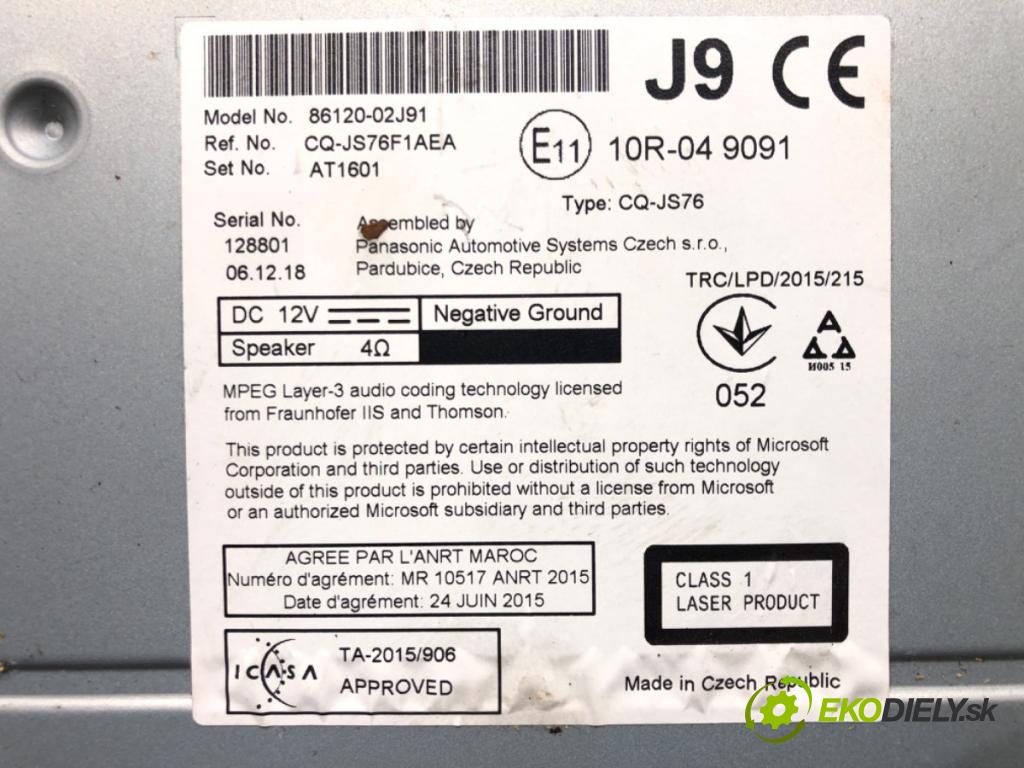 J9 CE
Model No. 86120-02J91
Ref. No. CQ-JS76F1AEA
Set No. AT1601
E11 10R-04 9091
Type: CQ-JS76
Serial No.
128801
06.12.18
Assembled by
Panasonic Automotive Systems Czech s.r.o.,
Pardubice, Czech Republic
TRC/LPD/2015/215
DC 12V
Negative Ground
Speaker 4Ω
052
И005 15
MPEG Layer-3 audio coding technology licensed
from Fraunhofer IIS and Thomson.
This product is protected by certain intellectual property rights of Microsoft
Corporation and third parties. Use or distribution of such technology
outside of this product is prohibited without a license from Microsoft
or an authorized Microsoft subsidiary and third parties.
AGREE PAR L'ANRT MAROC
Numéro d'agrément: MR 10517 ANRT 2015
Date d'agrément: 24 JUIN 2015
CLASS 1
LASER PRODUCT
ICASA
TA-2015/906
APPROVED
Made in Czech Republic
EKODIELY.sk